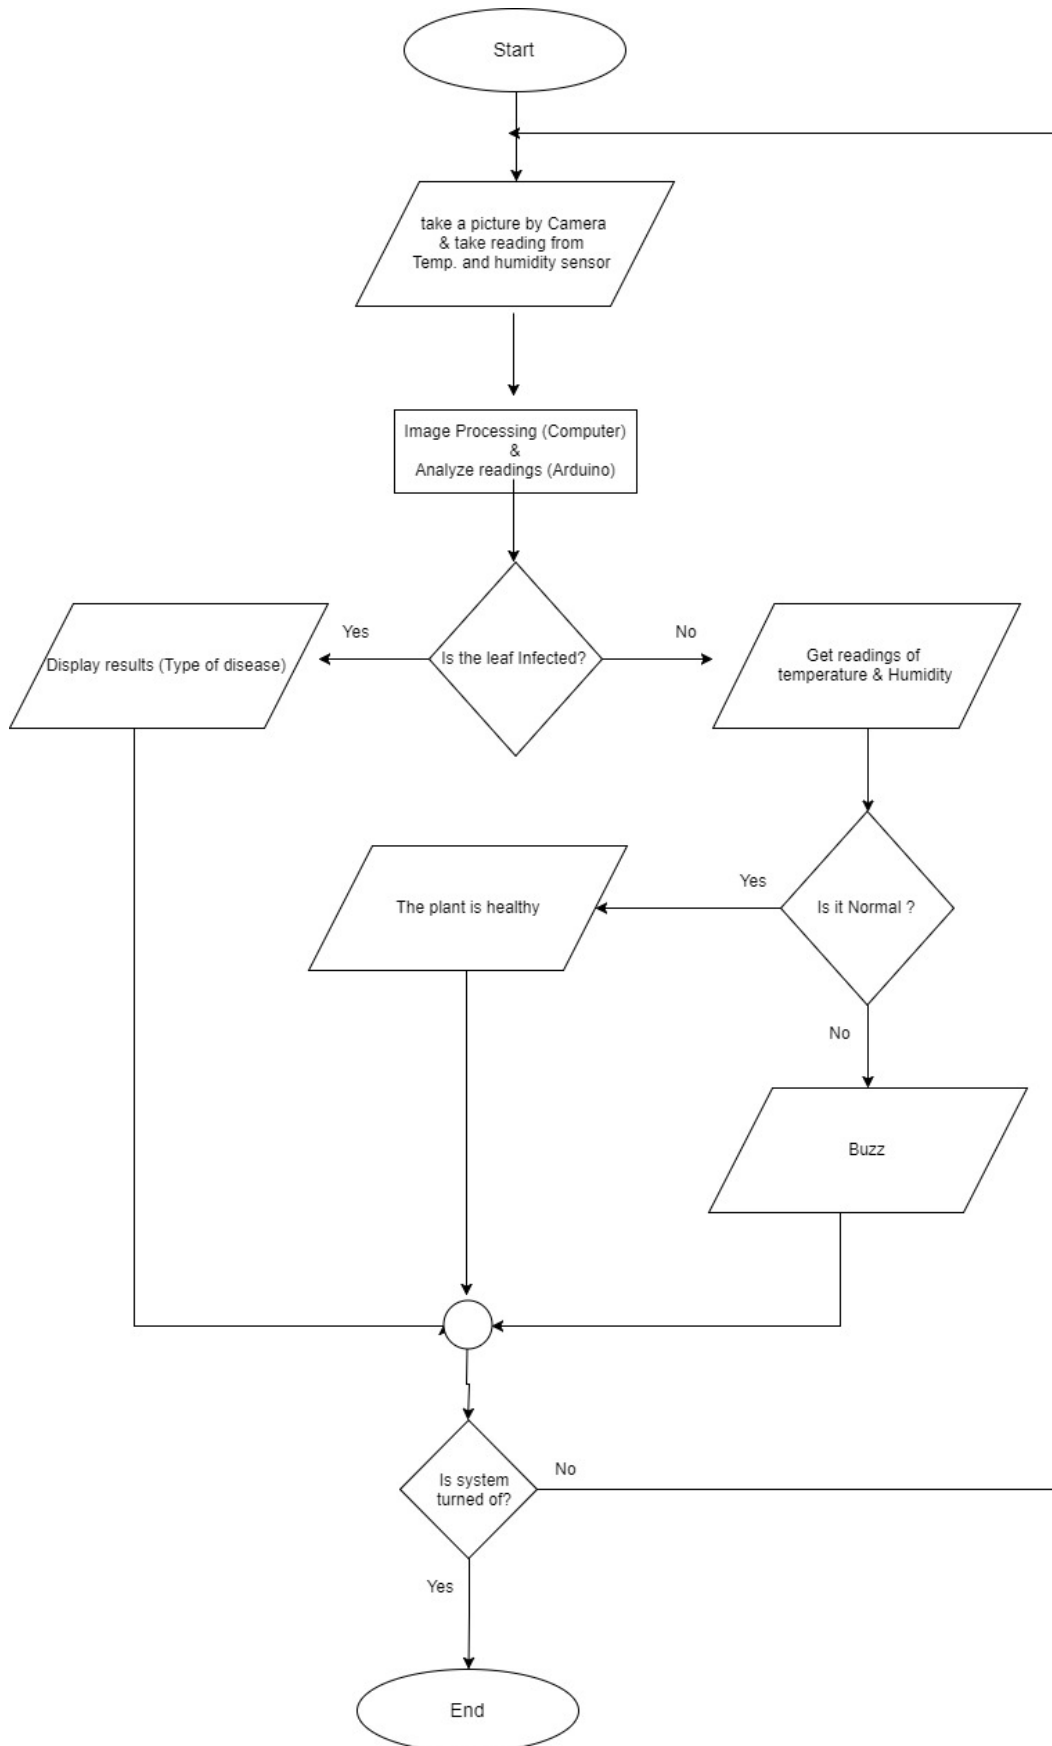 Start
take a picture by Camera
& take reading from
Temp. and humidity sensor
Image Processing (Computer)
&
Analyze readings (Arduino)
Yes
Is the leaf Infected?
No
Display results (Type of disease)
Get readings of
temperature & Humidity
The plant is healthy
Yes
Is it Normal ?
No
Buzz
Is system
turned of?
No
Yes
End